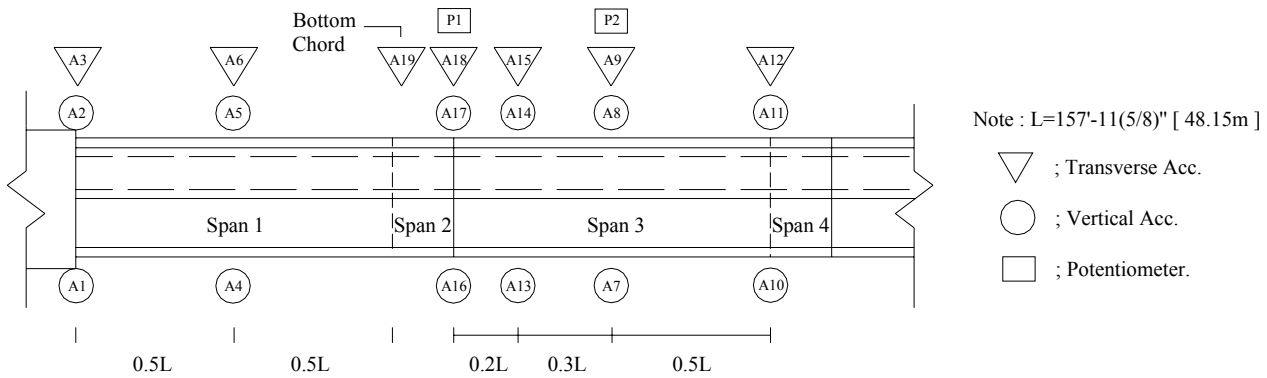 Bottom
Chord
P1 P2
A3 A6 A19 A18 A15 A9 A12
A2 A5 A17 A14 A8 A11
Note : L=157'-11(5/8)" [ 48.15m ]
; Transverse Acc.
; Vertical Acc.
; Potentiometer.
Span 1 Span 2 Span 3 Span 4
A1 A4 A16 A13 A7 A10
0.5L 0.5L 0.2L 0.3L 0.5L